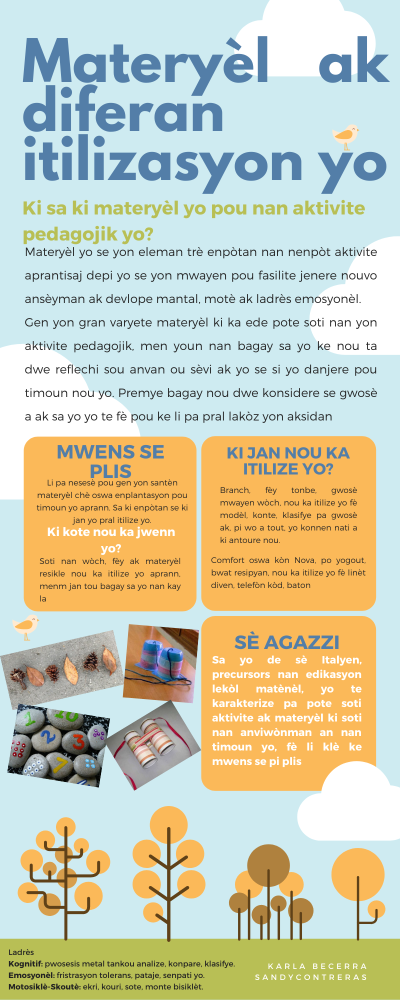 Materyèl ak
diferan
itilizasyon yo
Ki sa ki materyèl yo pou nan aktivite
pedagojik yo?
Materyèl yo se yon eleman trè enpòtan nan nenpòt aktivite
aprantisaj depi yo se yon mwayen pou fasilite jenere nouvo
ansèyman ak devlope mantal, motè ak ladrès emosyonèl.
Gen yon gran varyete materyèl ki ka ede pote soti nan yon
aktivite pedagojik, men youn nan bagay sa yo ke nou ta
dwe reflechi sou anvan ou sèvi ak yo se si yo danjere pou
timoun nou yo. Premye bagay nou dwe konsidere se gwosè
a ak sa yo yo te fè pou ke li pa pral lakòz yon aksidan
MWENS SE
PLIS
Li pa nesesè pou gen yon santèn
materyèl chè oswa enplantasyon pou
timoun yo aprann. Sa ki enpòtan se ki
jan yo pral itilize yo.
Ki kote nou ka jwenn
yo?
Soti nan wòch, fèy ak materyèl
resikle nou ka itilize yo aprann,
menm jan tou bagay sa yo nan kay
la
KI JAN NOU KA
ITILIZE YO?
Branch, fèy tonbe, gwosè
mwayen wòch, nou ka itilize yo fè
modèl, konte, klasifye pa gwosè
ak, pi wo a tout, yo konnen nati a
ki antoure nou.
Comfort oswa kòn Nova, po yogout,
bwat resipyan, nou ka itilize yo fè linèt
diven, telefòn kòd, baton
SÈ AGAZZI
Sa yo de sè Italyen,
precursors nan edikasyon
lekòl matènèl, yo te
karakterize pa pote soti
aktivite ak materyèl ki soti
nan anviwònman an nan
timoun yo, fè li klè ke
mwens se pi plis
1 10
2 3
7 4
Ladrès
Kognitif: pwosesis metal tankou analize, konpare, klasifye.
Emosyonèl: fristrasyon tolerans, pataje, senpati yo.
Motosiklè-Skoutè: ekri, kouri, sote, monte bisiklèt.
KARLA BECERRA
SANDYCONTRERAS